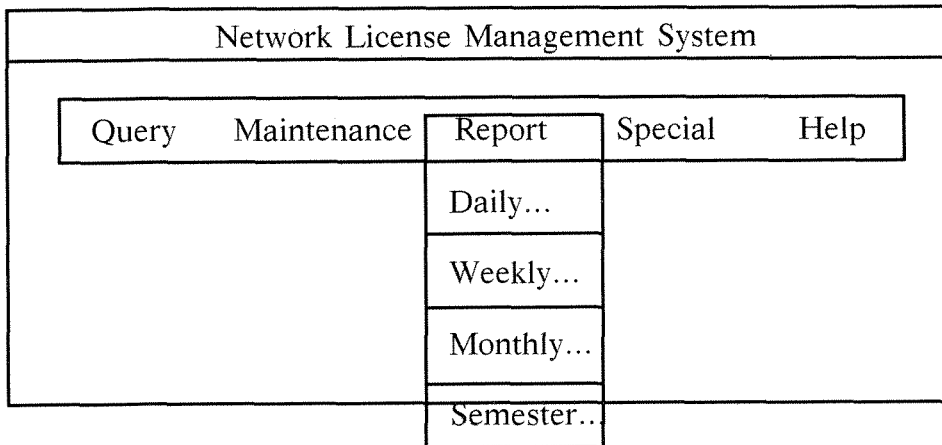 Network License Management System
Query Maintenance Report Special Help
Daily...
Weekly...
Monthly...
Semester...